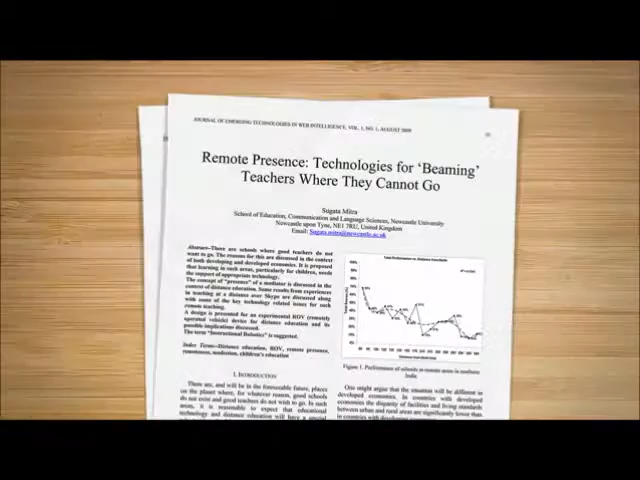 JOURNAL OF EMERGING TECHNOLOGIES IN WEB INTELLIGENCE, VOL. 1, NO. 1, AUGUST 2009
Remote Presence: Technologies for ‘Beaming’
Teachers Where They Cannot Go
Sugata Mitra
School of Education, Communication and Language Sciences, Newcastle University
Newcastle upon Tyne, NE1 7RU, United Kingdom
Email: Sugata.mitra@newcastle.ac.uk
Abstract—There are schools where good teachers do not
want to go. The reasons for this are discussed in the context
of both developing and developed economies. It is proposed
that learning in such areas, particularly for children, needs
the support of appropriate technology.
The concept of “presence” of a mediator is discussed in the
context of distance education. Some results from experiences
in teaching at a distance over Skype are discussed along
with some of the key technology related issues for such
remote teaching.
A design is presented for an experimental ROV (remotely
operated vehicle) device for distance education and its
possible implications discussed.
The term “Instructional Robotics” is suggested.
Index Terms—Distance education, ROV, remote presence,
remoteness, mediation, children’s education
I. INTRODUCTION
There are, and will be in the foreseeable future, places
on the planet where, for whatever reason, good schools
do not exist and good teachers do not wish to go. In such
areas, it is reasonable to expect that educational
technology and distance education will have a special
Figure 1. Performance of schools in remote areas in northern
India.
One might argue that the situation will be different in
developed economies. In countries with developed
economies the disparity of facilities and living standards
between urban and rural areas are significantly lower than
in countries with